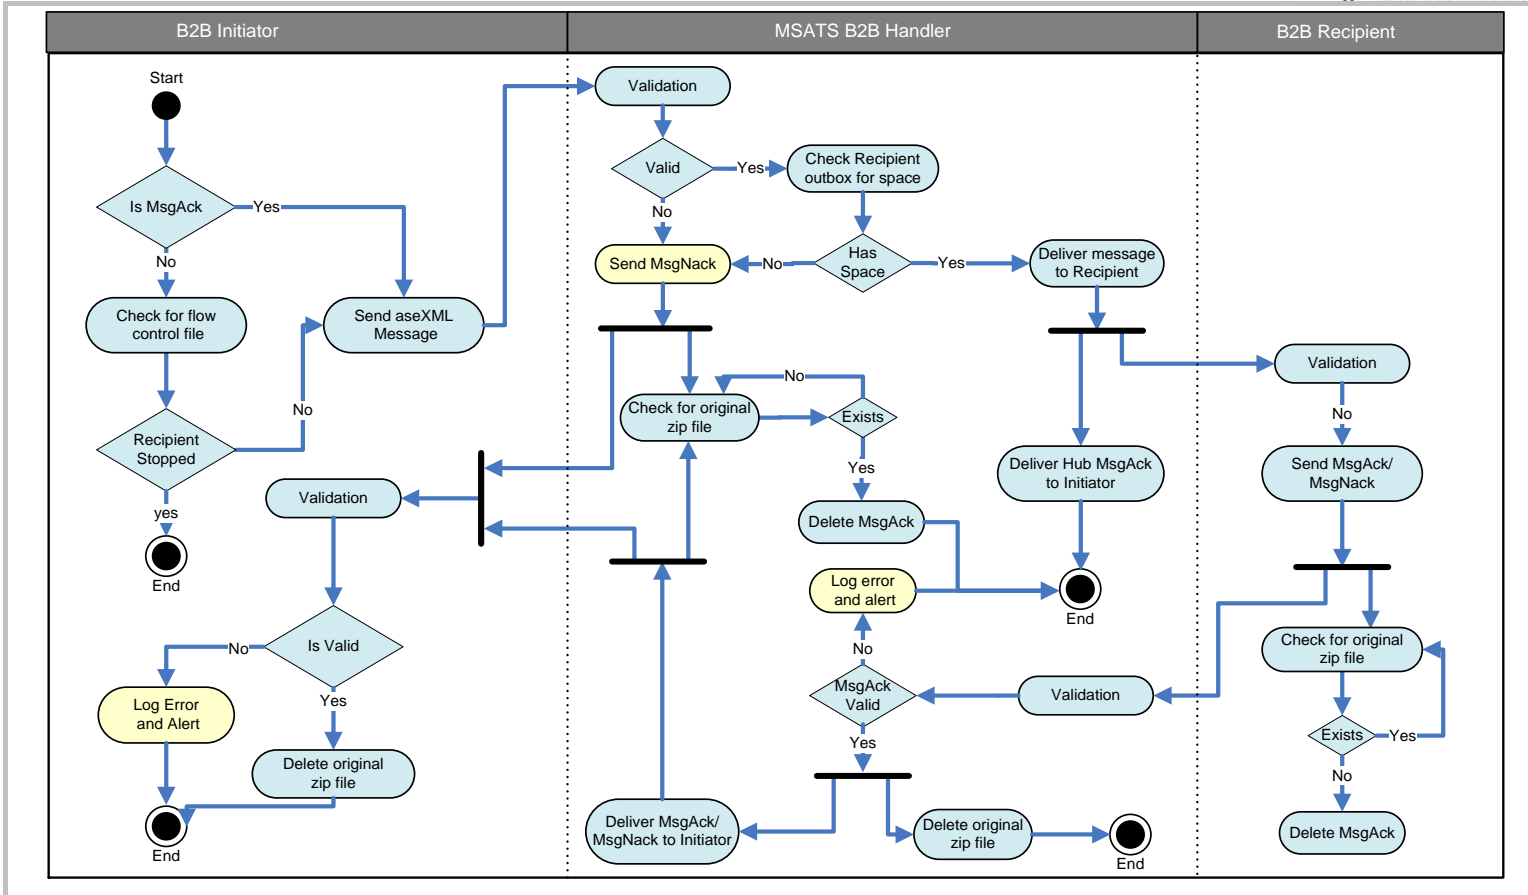 B2B Initiator
MSATS B2B Handler
B2B Recipient
Start
Is MsgAck
Yes
No
Check for flow
control file
Send aseXML
Message
No
Recipient
Stopped
yes
End
Validation
Is Valid
No
Yes
Log Error
and Alert
Delete original
zip file
End
Validation
Valid
Yes
No
Check Recipient
outbox for space
Send MsgNack
No
Has
Space
Yes
Deliver message
to Recipient
No
Check for original
zip file
Exists
Yes
Delete MsgAck
Deliver Hub MsgAck
to Initiator
Log error
and alert
End
No
MsgAck
Valid
Validation
Yes
Deliver MsgAck/
MsgNack to Initiator
Delete original
zip file
End
Validation
No
Send MsgAck/
MsgNack
Check for original
zip file
Exists
Yes
No
Delete MsgAck